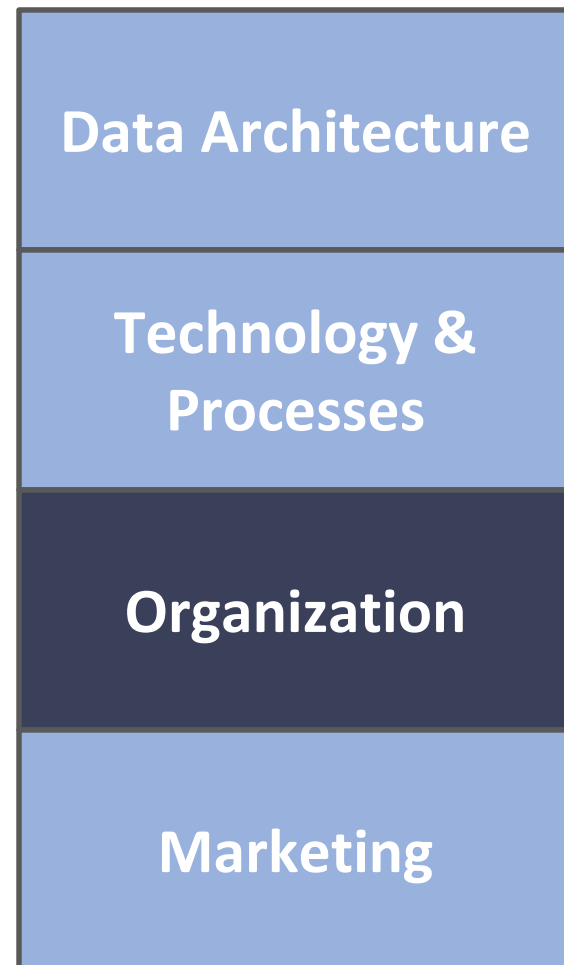 Data Architecture
Technology &
Processes
Organization
Marketing